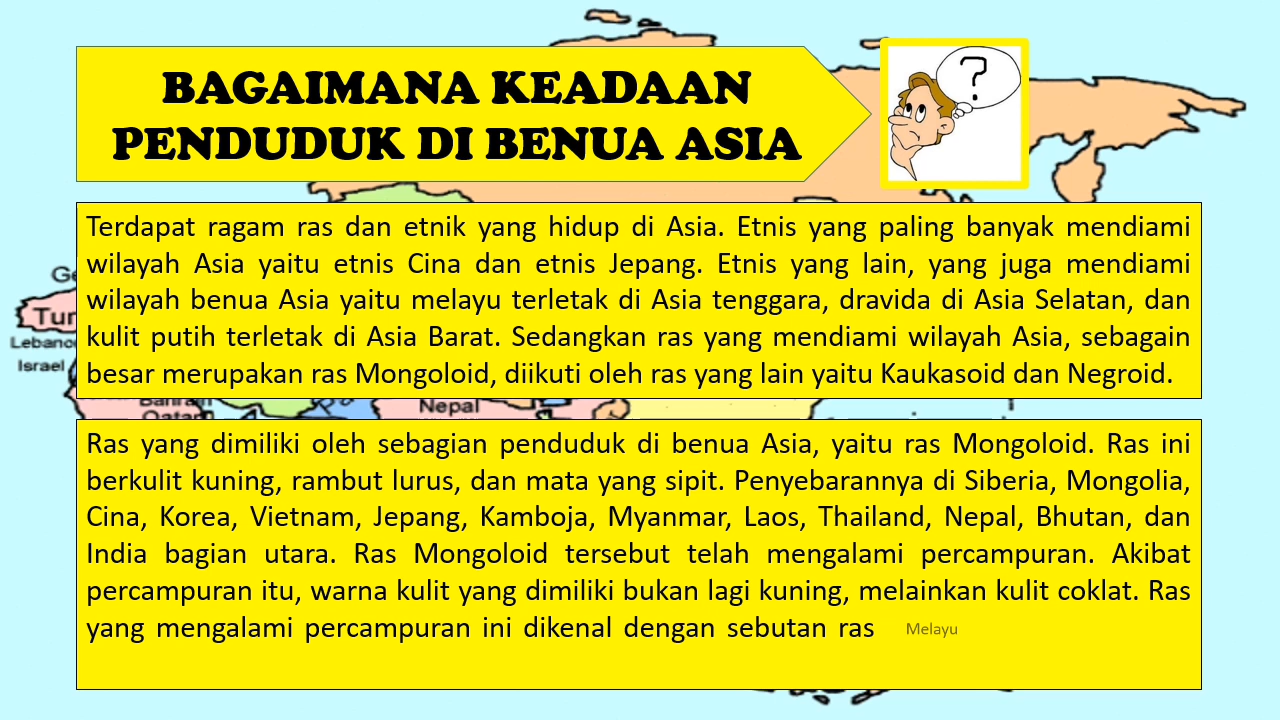 BAGAIMANA KEADAAN
PENDUDUK DI BENUA ASIA
?
Terdapat ragam ras dan etnik yang hidup di Asia. Etnis yang paling banyak mendiami
wilayah Asia yaitu etnis Cina dan etnis Jepang. Etnis yang lain, yang juga mendiami
wilayah benua Asia yaitu melayu terletak di Asia tenggara, dravida di Asia Selatan, dan
kulit putih terletak di Asia Barat. Sedangkan ras yang mendiami wilayah Asia, sebagain
besar merupakan ras Mongoloid, diikuti oleh ras yang lain yaitu Kaukasoid dan Negroid.
Ge
Tur
Lebano
Israel
Bahrain
Qatar
Nepal
Ras yang dimiliki oleh sebagian penduduk di benua Asia, yaitu ras Mongoloid. Ras ini
berkulit kuning, rambut lurus, dan mata yang sipit. Penyebarannya di Siberia, Mongolia,
Cina, Korea, Vietnam, Jepang, Kamboja, Myanmar, Laos, Thailand, Nepal, Bhutan, dan
India bagian utara. Ras Mongoloid tersebut telah mengalami percampuran. Akibat
percampuran itu, warna kulit yang dimiliki bukan lagi kuning, melainkan kulit coklat. Ras
yang mengalami percampuran ini dikenal dengan sebutan ras Melayu